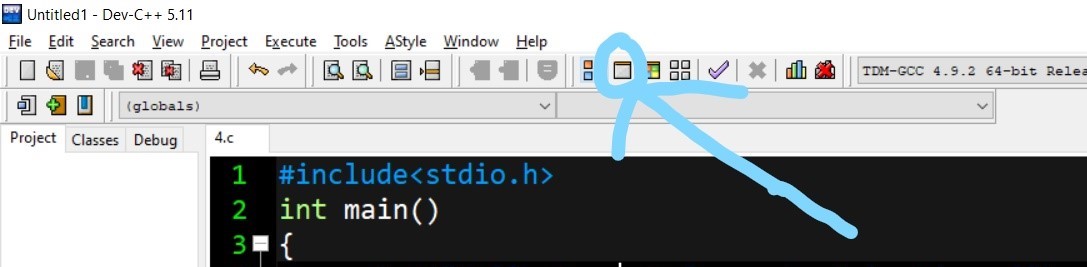 Untitled1 - Dev-C++ 5.11
File Edit Search View Project Execute Tools AStyle Window Help
TDM-GCC 4.9.2 64-bit Relea
(globals)
Project Classes Debug 4.c
1 #include<stdio.h>
2 int main()
3 {